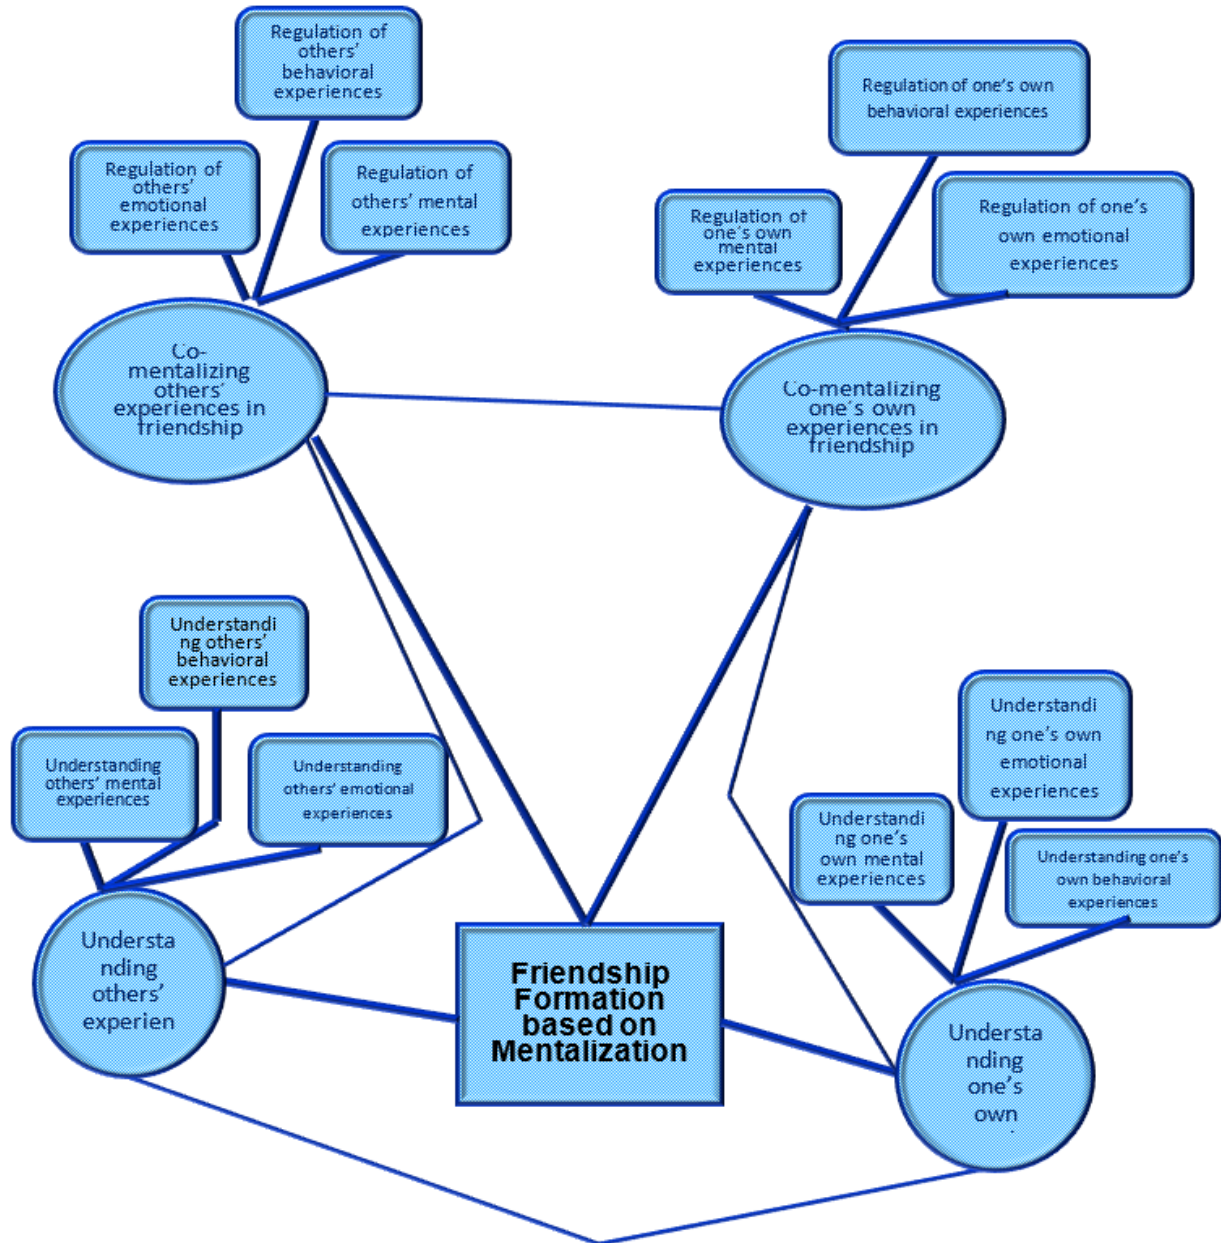 Regulation of
others’
behavioral
experiences
Regulation of one’s own
behavioral experiences
Regulation of
others’
emotional
experiences
Regulation of
others’ mental
experiences
Regulation of
one’s own
mental
experiences
Regulation of one’s
own emotional
experiences
Co-
mentalizing
others’
experiences in
friendship
Co-mentalizing
one’s own
experiences in
friendship
Understandi
ng others’
behavioral
experiences
Understanding
others’ mental
experiences
Understanding
others’ emotional
experiences
Understandi
ng one’s own
emotional
experiences
Understandi
ng one’s
own mental
experiences
Understanding one’s
own behavioral
experiences
Understa
nding
others’
experien
Friendship
Formation
based on
Mentalization
Understa
nding
one’s
own